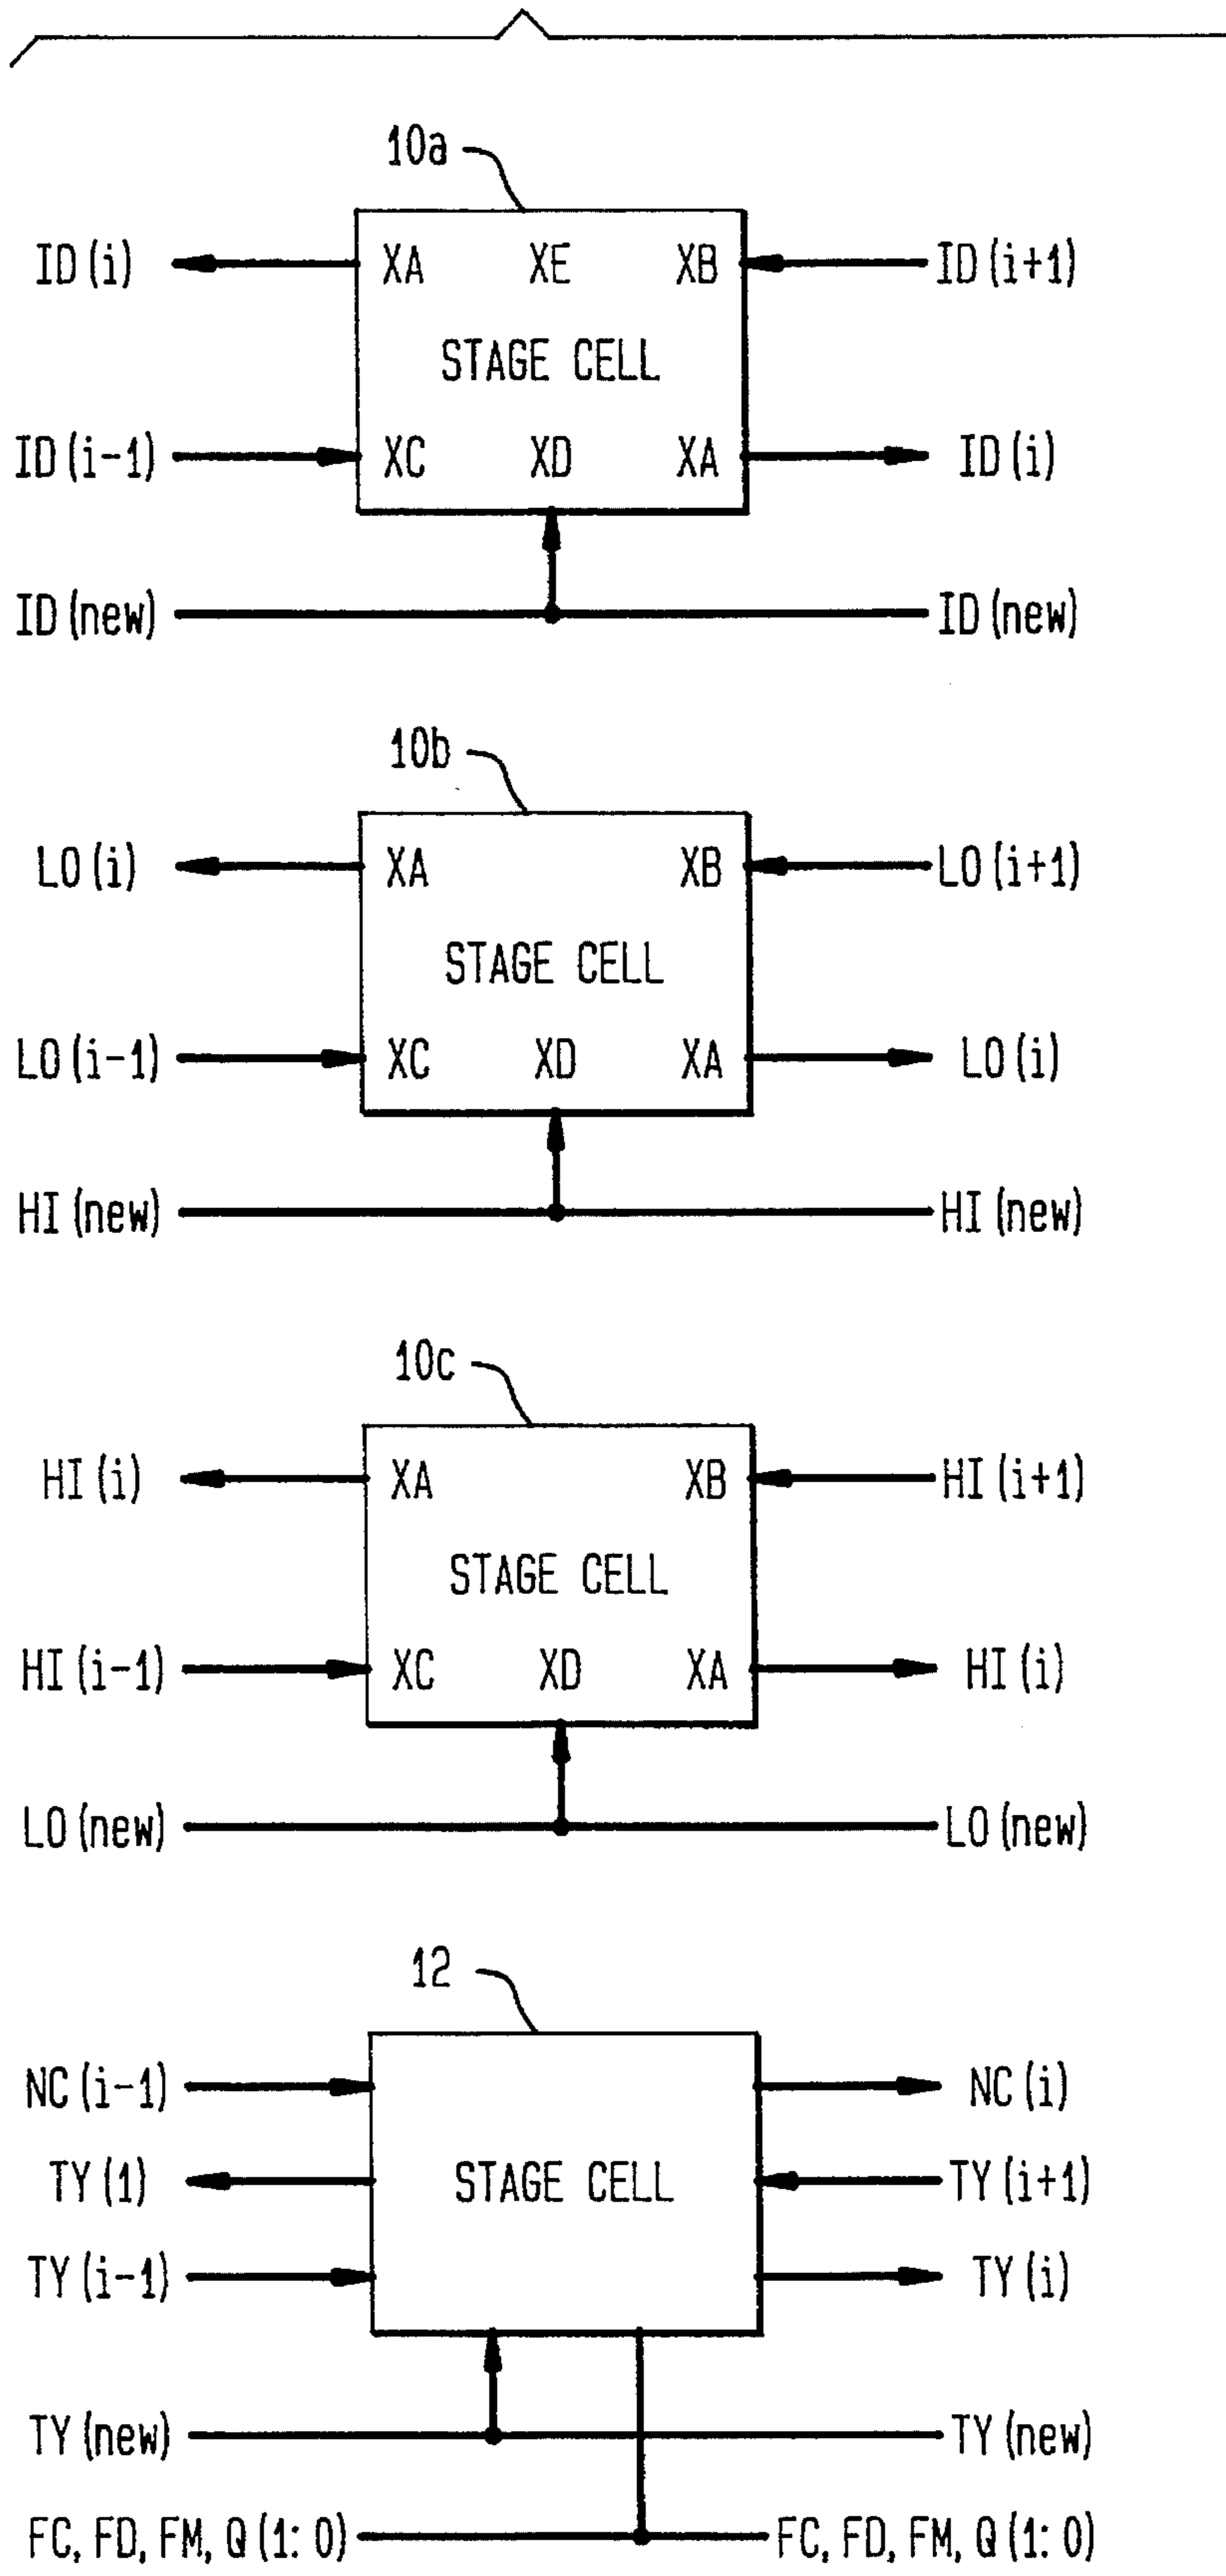 10a
ID (i) XA XE XB ID (i+1)
STAGE CELL
ID (i-1) XC XD XA ID (i)
ID (new) ID (new)
10b
LO (i) XA XB LO (i+1)
STAGE CELL
LO (i-1) XC XD XA LO (i)
HI (new) HI (new)
10c
HI (i) XA XB HI (i+1)
STAGE CELL
HI (i-1) XC XD XA HI (i)
LO (new) LO (new)
12
NC (i-1) NC (i)
TY (1) STAGE CELL TY (i+1)
TY (i-1) TY (i)
TY (new) TY (new)
FC, FD, FM, Q (1: 0) FC, FD, FM, Q (1: 0)